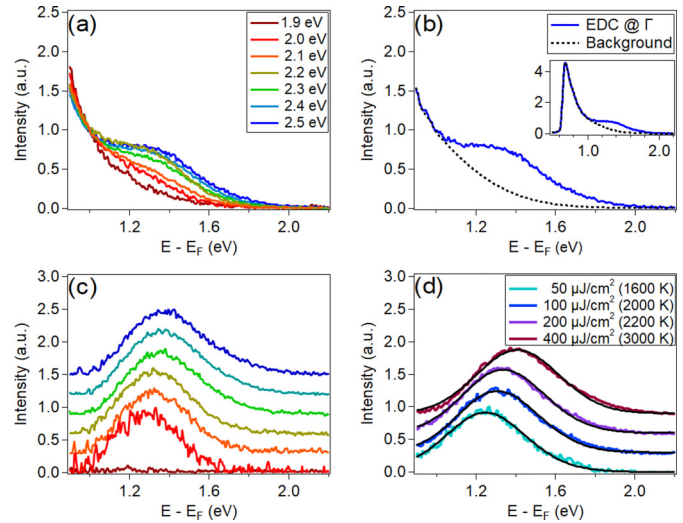 (a)
1.9 eV
2.0 eV
2.1 eV
2.2 eV
2.3 eV
2.4 eV
2.5 eV
Intensity (a.u.)
2.5
2.0
1.5
1.0
0.5
0.0
1.2
1.6
2.0
E - E_F (eV)
(b)
EDC @ Γ
Background
4
2
0
1.0
2.0
Intensity (a.u.)
2.5
2.0
1.5
1.0
0.5
0.0
1.2
1.6
2.0
E - E_F (eV)
(c)
Intensity (a.u.)
3.0
2.5
2.0
1.5
1.0
0.5
0.0
1.2
1.6
2.0
E - E_F (eV)
(d)
50 μJ/cm² (1600 K)
100 μJ/cm² (2000 K)
200 μJ/cm² (2200 K)
400 μJ/cm² (3000 K)
Intensity (a.u.)
3.0
2.5
2.0
1.5
1.0
0.5
0.0
1.2
1.6
2.0
E - E_F (eV)